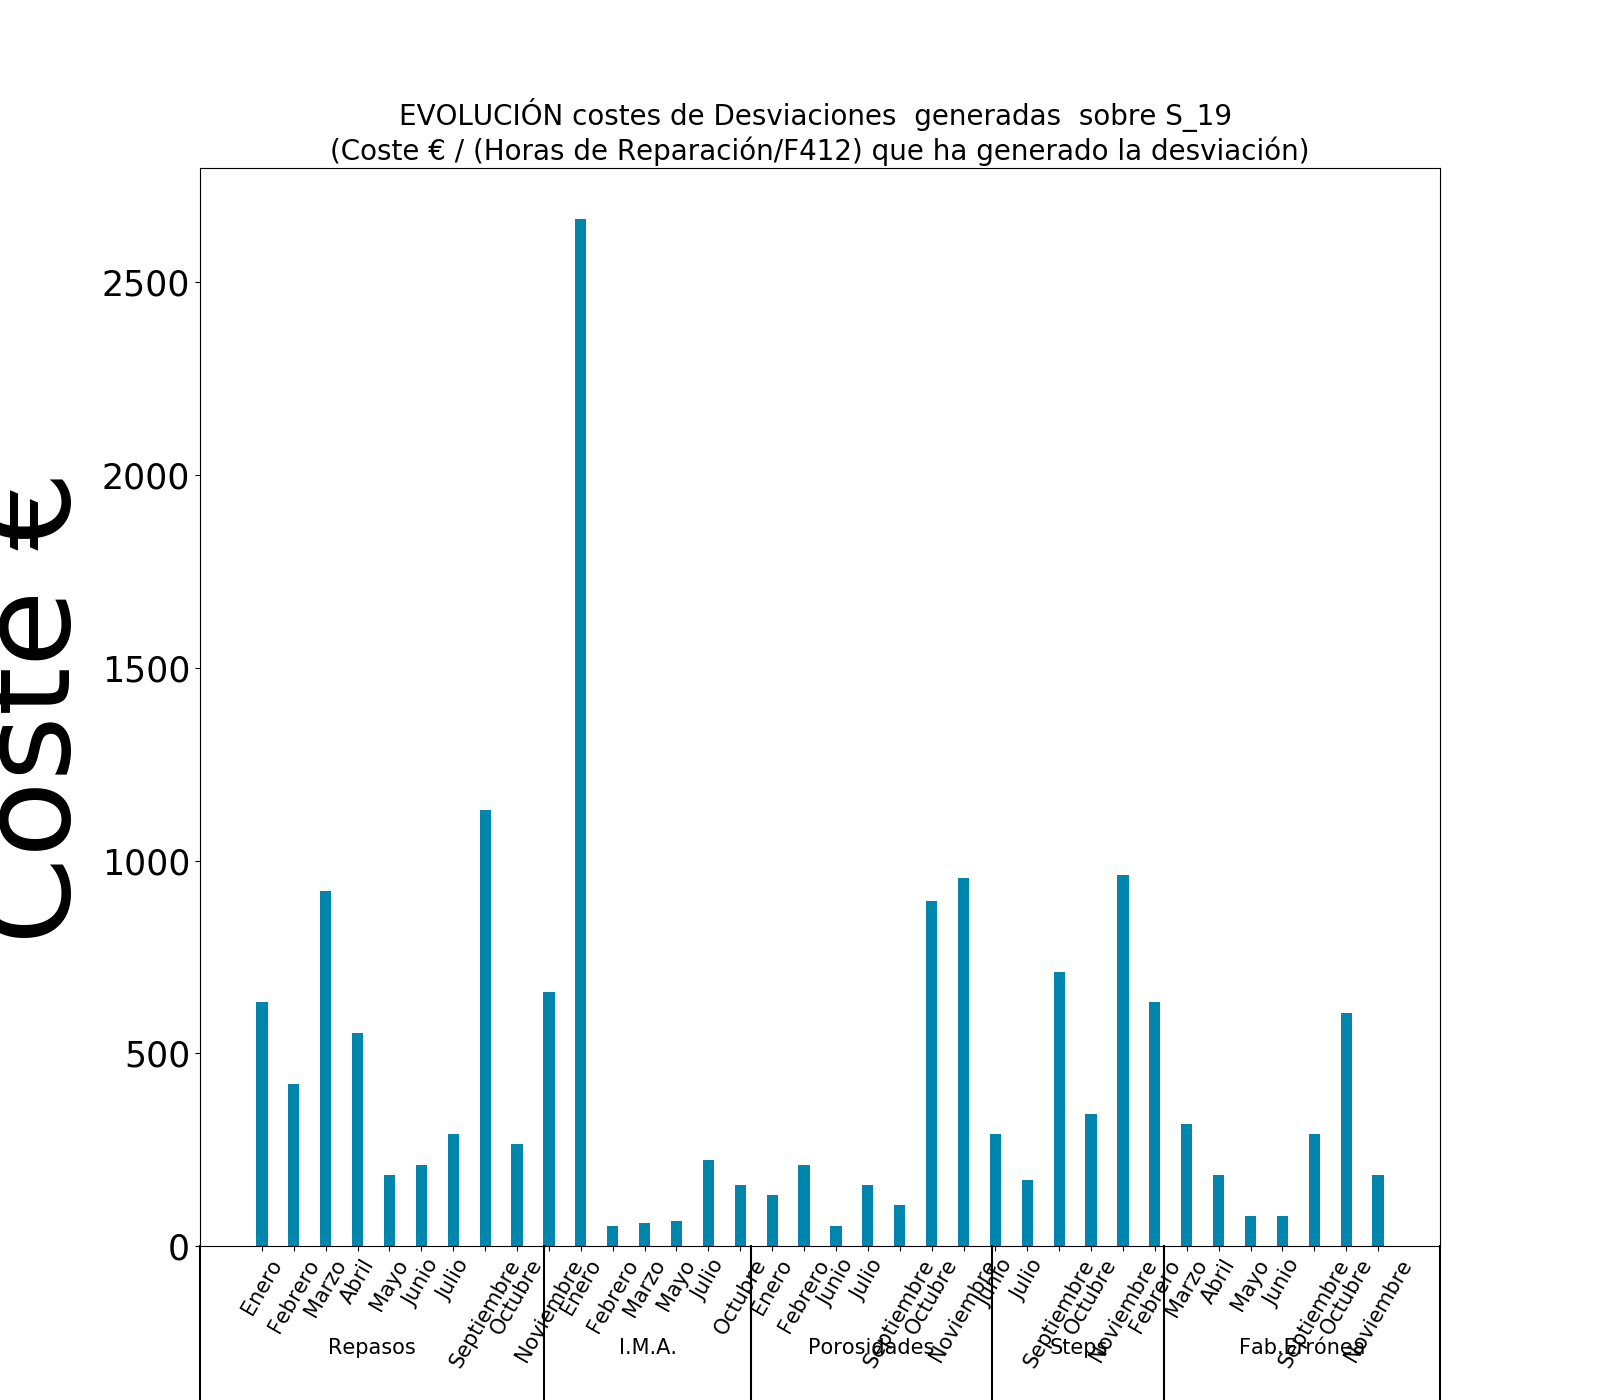 EVOLUCIÓN costes de Desviaciones  generadas  sobre S_19
(Coste € / (Horas de Reparación/F412) que ha generado la desviación)
Coste €
2500
2000
1500
1000
500
0
Enero
Febrero
Marzo
Abril
Mayo
Junio
Julio
Septiembre
Octubre
Noviembre
Enero
Febrero
Marzo
Mayo
Julio
Octubre
Enero
Febrero
Junio
Julio
Septiembre
Octubre
Noviembre
Junio
Julio
Septiembre
Octubre
Noviembre
Febrero
Marzo
Abril
Mayo
Junio
Septiembre
Octubre
Noviembre
Repasos
I.M.A.
Porosidades
Steps
Fab.Errónea